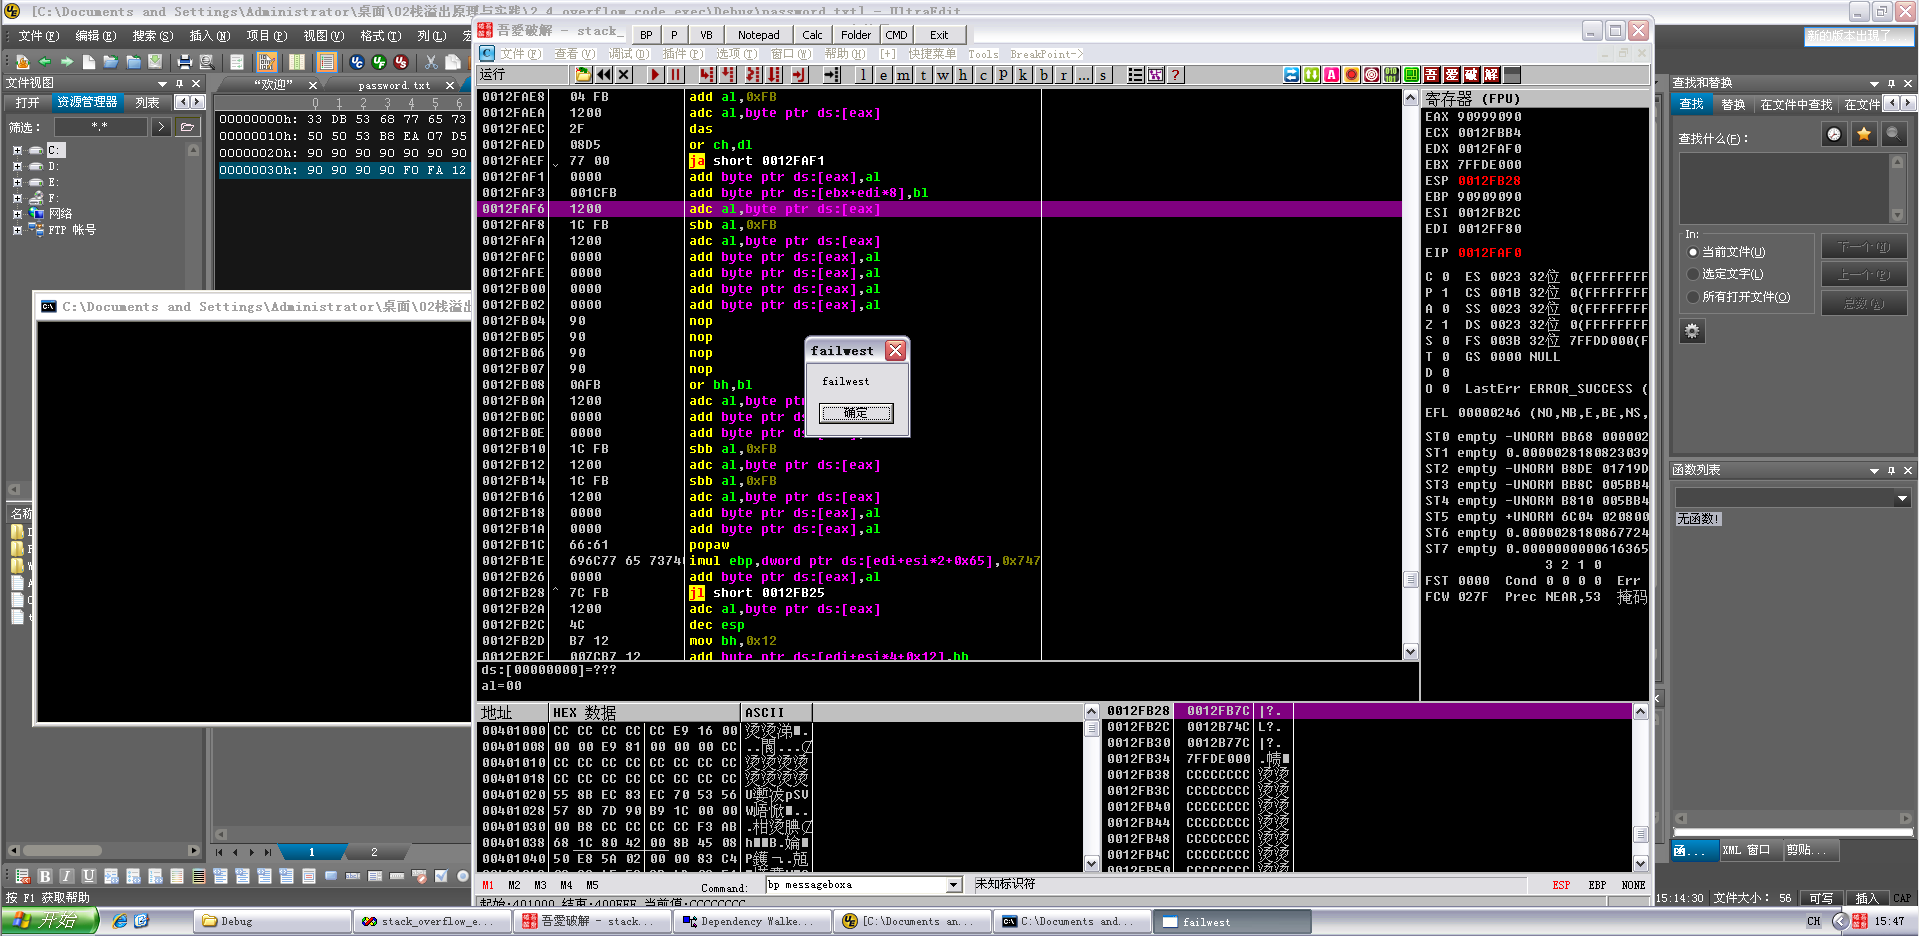 [C:\Documents and Settings\Administrator\桌面\02栈溢出原理与实践\2_4_overflow_code_exec\Debug\password.txt] - UltraEdit
文件(F) 编辑(E) 搜索(S) 插入(N) 项目(P) 视图(V) 格式(T) 列(L) 宏
新的版本出现了
吾爱破解 - stack_
BP P VB Notepad Calc Folder CMD Exit
文件(F) 查看(V) 调试(D) 插件(P) 选项(T) 窗口(W) 帮助(H) [+] 快捷菜单 Tools BreakPoint->
运行
l e m t w h c p k b r ... s
吾 爱 破 解
文件视图
打开 资源管理器 列表
筛选: *.*
C:
D:
E:
F:
网络
FTP 帐号
"欢迎" password.txt
0 1 2 3 4 5 6
00000000h: 33 DB 53 68 77 65 73
00000010h: 50 50 53 B8 EA 07 D5
00000020h: 90 90 90 90 90 90 90
00000030h: 90 90 90 90 F0 FA 12
C:\Documents and Settings\Administrator\桌面\02栈溢出
0012FAE8 04 FB add al,0xFB
0012FAEA 1200 adc al,byte ptr ds:[eax]
0012FAEC 2F das
0012FAED 08D5 or ch,dl
0012FAEF 77 00 ja short 0012FAF1
0012FAF1 0000 add byte ptr ds:[eax],al
0012FAF3 001CFB add byte ptr ds:[ebx+edi*8],bl
0012FAF6 1200 adc al,byte ptr ds:[eax]
0012FAF8 1C FB sbb al,0xFB
0012FAFA 1200 adc al,byte ptr ds:[eax]
0012FAFC 0000 add byte ptr ds:[eax],al
0012FAFE 0000 add byte ptr ds:[eax],al
0012FB00 0000 add byte ptr ds:[eax],al
0012FB02 0000 add byte ptr ds:[eax],al
0012FB04 90 nop
0012FB05 90 nop
0012FB06 90 nop
0012FB07 90 nop
0012FB08 0AFB or bh,bl
0012FB0A 1200 adc al,byte ptr
0012FB0C 0000 add byte ptr ds
0012FB0E 0000 add byte ptr ds
0012FB10 1C FB sbb al,0xFB
0012FB12 1200 adc al,byte ptr ds:[eax]
0012FB14 1C FB sbb al,0xFB
0012FB16 1200 adc al,byte ptr ds:[eax]
0012FB18 0000 add byte ptr ds:[eax],al
0012FB1A 0000 add byte ptr ds:[eax],al
0012FB1C 66:61 popaw
0012FB1E 696C77 65 7374 imul ebp,dword ptr ds:[edi+esi*2+0x65],0x747
0012FB26 0000 add byte ptr ds:[eax],al
0012FB28 7C FB jl short 0012FB25
0012FB2A 1200 adc al,byte ptr ds:[eax]
0012FB2C 4C dec esp
0012FB2D B7 12 mov bh,0x12
0012FB2F 007CB7 12 add byte ptr ds:[edi+esi*4+0x12],bh
ds:[00000000]=???
al=00
failwest
failwest
确定
寄存器 (FPU)
EAX 90999090
ECX 0012FBB4
EDX 0012FAF0
EBX 7FFDE000
ESP 0012FB28
EBP 90909090
ESI 0012FB2C
EDI 0012FF80
EIP 0012FAF0
C 0 ES 0023 32位 0(FFFFFFFF
P 1 CS 001B 32位 0(FFFFFFFF
A 0 SS 0023 32位 0(FFFFFFFF
Z 1 DS 0023 32位 0(FFFFFFFF
S 0 FS 003B 32位 7FFDD000(F
T 0 GS 0000 NULL
D 0
O 0 LastErr ERROR_SUCCESS (
EFL 00000246 (NO,NB,E,BE,NS,
ST0 empty -UNORM BB68 000002
ST1 empty 0.0000028180823039
ST2 empty -UNORM B8DE 01719D
ST3 empty -UNORM BB8C 005BB4
ST4 empty -UNORM B810 005BB4
ST5 empty +UNORM 6C04 020800
ST6 empty 0.0000028180867724
ST7 empty 0.0000000000616365
3 2 1 0
FST 0000 Cond 0 0 0 0 Err
FCW 027F Prec NEAR,53 掩码
地址 HEX 数据 ASCII
00401000 CC CC CC CC CC E9 16 00
00401008 00 00 E9 81 00 00 00 CC
00401010 CC CC CC CC CC CC CC CC 烫烫烫烫
00401018 CC CC CC CC CC CC CC CC 烫烫烫烫
00401020 55 8B EC 83 EC 70 53 56
00401028 57 8D 7D 90 B9 1C 00 00
00401030 00 B8 CC CC CC CC F3 AB
00401038 68 1C 80 42 00 8B 45 08
00401040 50 E8 5A 02 00 00 83 C4
0012FB28 0012FB7C |?.
0012FB2C 0012B74C L?.
0012FB30 0012B77C |?.
0012FB34 7FFDE000
0012FB38 CCCCCCCC 烫烫
0012FB3C CCCCCCCC 烫烫
0012FB40 CCCCCCCC 烫烫
0012FB44 CCCCCCCC 烫烫
0012FB48 CCCCCCCC 烫烫
0012FB4C CCCCCCCC 烫烫
0012FB50 CCCCCCCC 烫烫
M1 M2 M3 M4 M5 Command: bp messageboxa 未知标识符 ESP EBP NONE
起始:401000 结束:400FFF 当前值:CCCCCCCC
查找和替换
查找 替换 在文件中查找 在文件
查找什么(F):
In:
当前文件(U)
选定文字(L)
所有打开文件(O)
下一个(N)
上一个(P)
总数(A)
函数列表
无函数!
函... XML 窗口 剪贴...
名称
1 2
B I U
按 F1 获取帮助
15:14:30 文件大小: 56 可写 插入 CAP
开始 Debug stack_overflow_e... 吾爱破解 - stack... Dependency Walke... [C:\Documents an... C:\Documents and... failwest CH 15:47